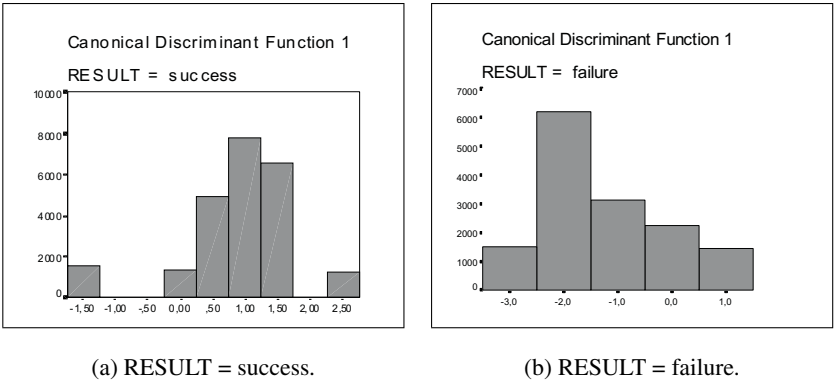 Canonical Discriminant Function 1
RESULT = success
10000
8000
6000
4000
2000
0
-1,50 -1,00 -,50 0,00 ,50 1,00 1,50 2,00 2,50
Canonical Discriminant Function 1
RESULT = failure
7000
6000
5000
4000
3000
2000
1000
0
-3,0 -2,0 -1,0 0,0 1,0
(a) RESULT = success.
(b) RESULT = failure.